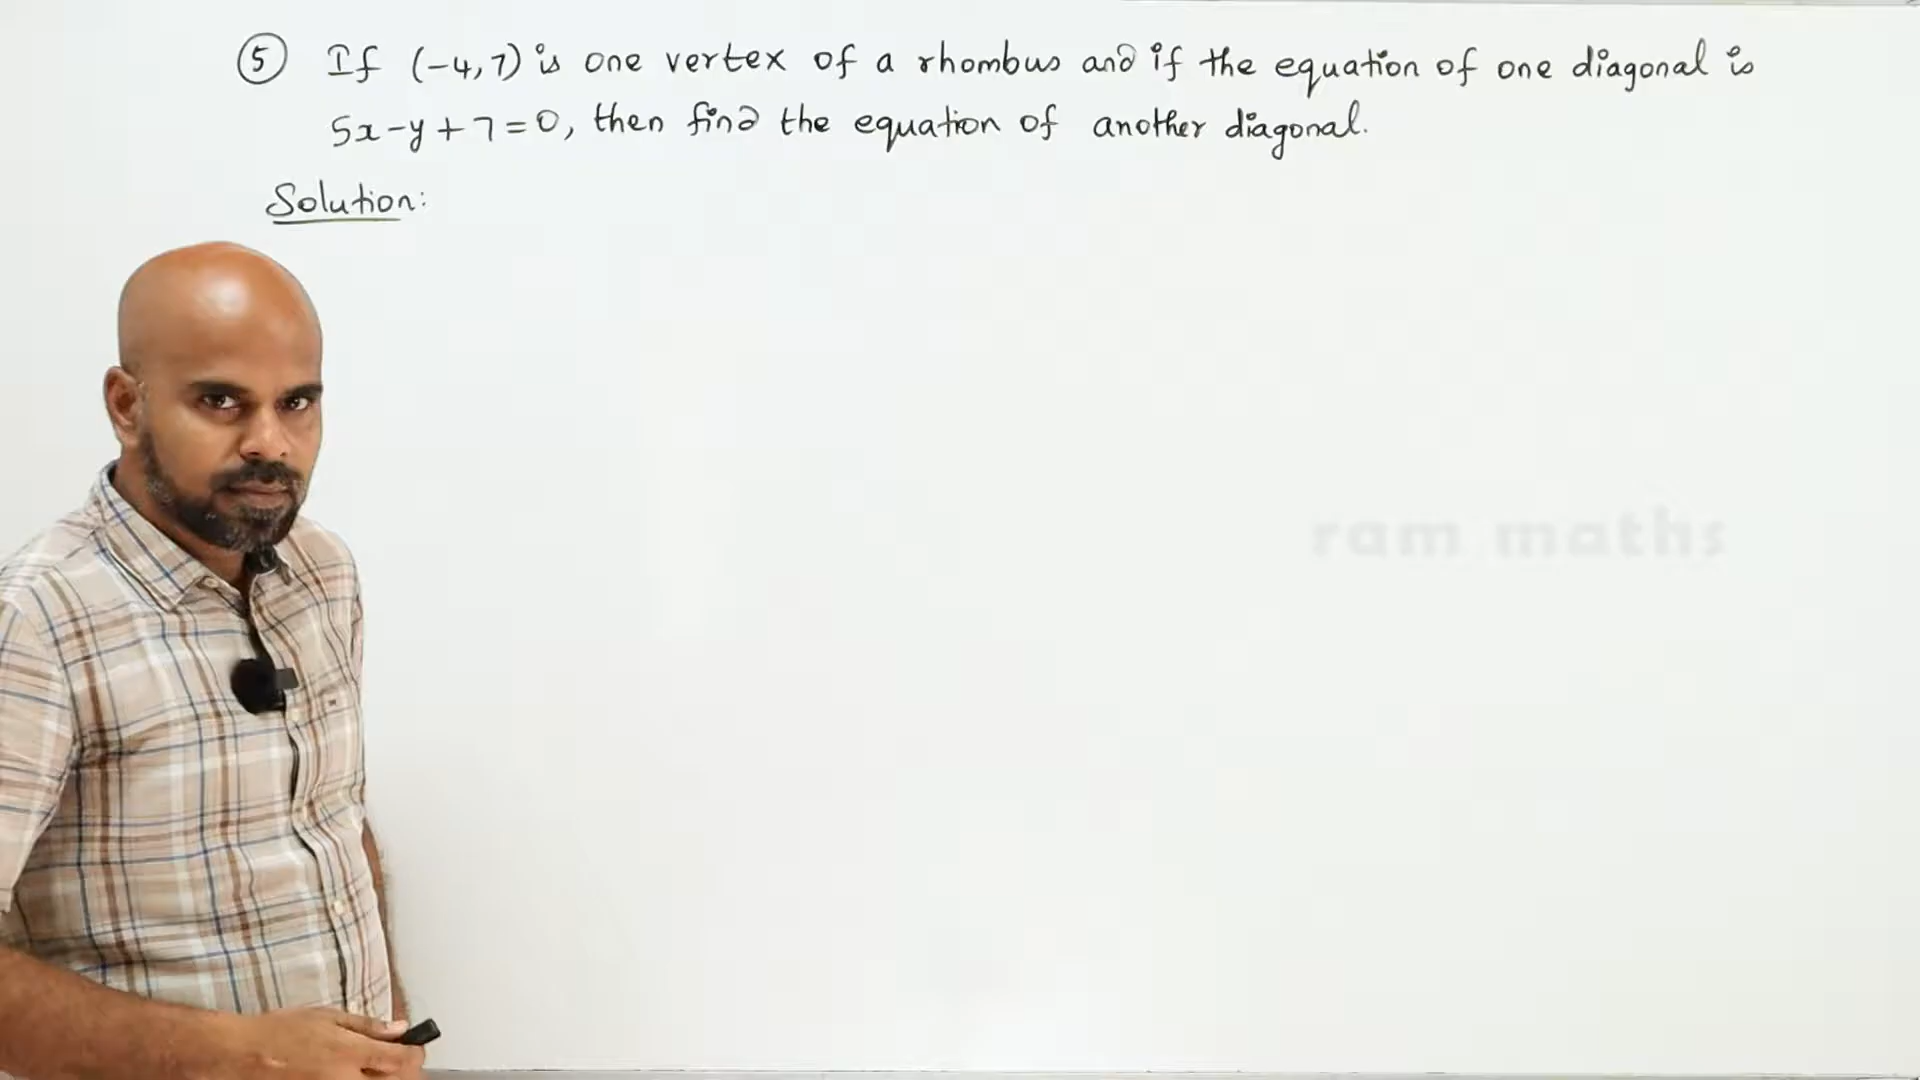 ⑤ If (-4,7) is one vertex of a rhombus and if the equation of one diagonal is
5x-y+7=0, then find the equation of another diagonal.
Solution:
ram maths